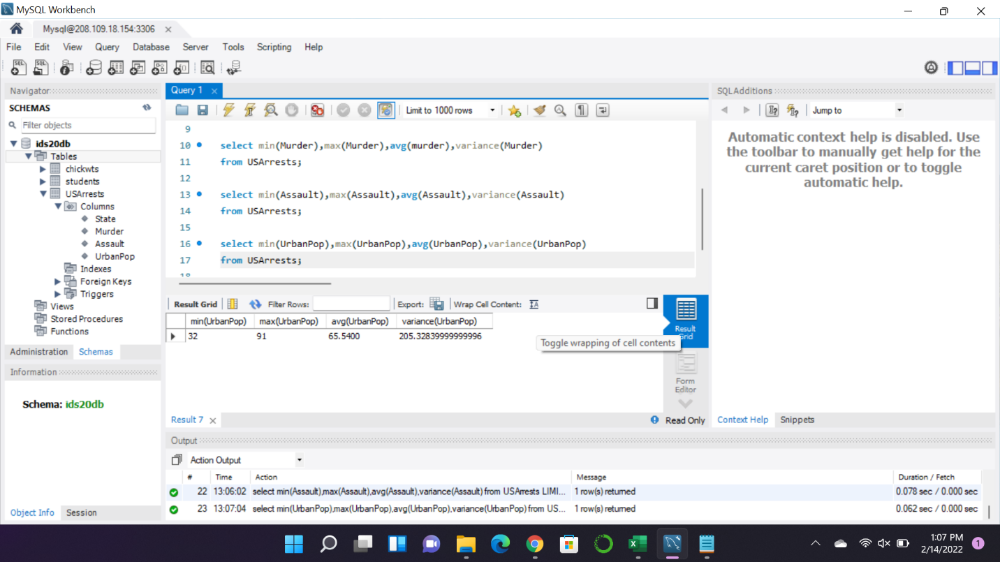 MySQL Workbench
Mysql@208.109.18.154:3306
File Edit View Query Database Server Tools Scripting Help
Navigator
SCHEMAS
Filter objects
ids20db
Tables
chickwts
students
USArrests
Columns
State
Murder
Assault
UrbanPop
Indexes
Foreign Keys
Triggers
Views
Stored Procedures
Functions
Administration Schemas
Information
Schema: ids20db
Object Info Session
Query 1
Limit to 1000 rows
9
10 select min(Murder),max(Murder),avg(murder),variance(Murder)
11 from USArrests;
12
13 select min(Assault),max(Assault),avg(Assault),variance(Assault)
14 from USArrests;
15
16 select min(UrbanPop),max(UrbanPop),avg(UrbanPop),variance(UrbanPop)
17 from USArrests;
18
Result Grid Filter Rows: Export: Wrap Cell Content:
min(UrbanPop) max(UrbanPop) avg(UrbanPop) variance(UrbanPop)
32 91 65.5400 205.32839999999996
Toggle wrapping of cell contents
Result
Grid
Form
Editor
Result 7
Read Only
SQLAdditions
Jump to
Automatic context help is disabled. Use
the toolbar to manually get help for the
current caret position or to toggle
automatic help.
Context Help Snippets
Output
Action Output
# Time Action Message Duration / Fetch
22 13:06:02 select min(Assault),max(Assault),avg(Assault),variance(Assault) from USArrests LIMI... 1 row(s) returned 0.078 sec / 0.000 sec
23 13:07:04 select min(UrbanPop),max(UrbanPop),avg(UrbanPop),variance(UrbanPop) from US... 1 row(s) returned 0.062 sec / 0.000 sec
1:07 PM
2/14/2022
1